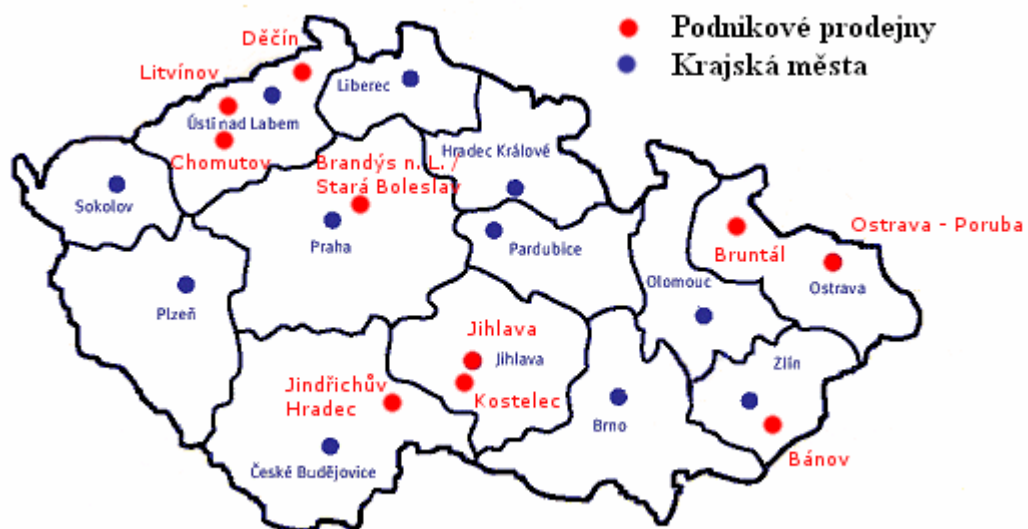 Podnikové prodejny
Krajská města
Děčín
Litvínov
Liberec
Ústí nad Labem
Chomutov
Hradec Králové
Brandýs n. L. /
Stará Boleslav
Sokolov
Praha
Pardubice
Ostrava - Poruba
Bruntál
Olomouc
Ostrava
Plzeň
Jihlava
Jihlava
Zlín
Jindřichův
Hradec
Kostelec
Brno
Bánov
České Budějovice